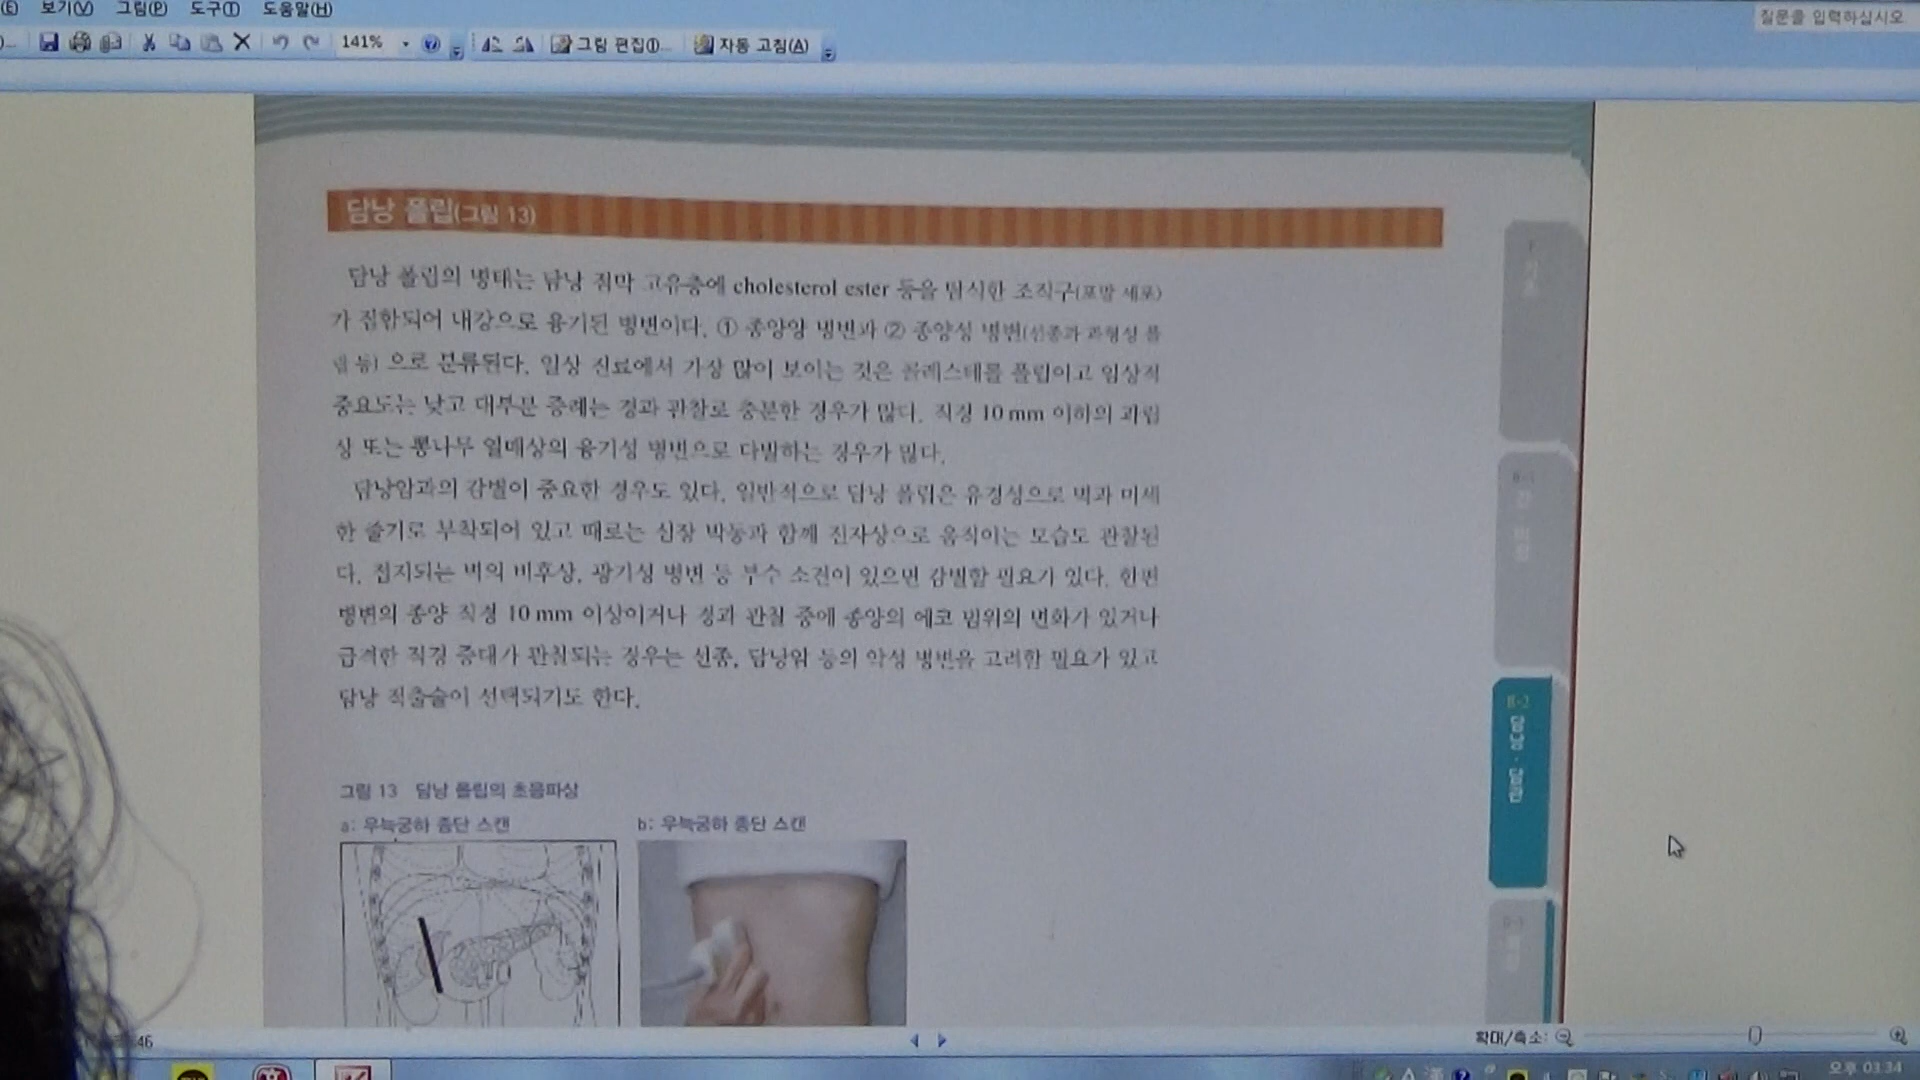 보기(V) 그림(P) 도구(T) 도움말(H)
질문을 입력하십시오
141% 그림 편집(I)... 자동 고침(A)
담낭 폴립(그림 13)
담낭 폴립의 병태는 담낭 점막 고유층에 cholesterol ester 등을 탐식한 조직구(포말 세포)
가 집합되어 내강으로 융기된 병변이다. ① 종양양 병변과 ② 종양성 병변(선종과 과형성 폴
립 등) 으로 분류된다. 일상 진료에서 가장 많이 보이는 것은 콜레스테롤 폴립이고 임상적
중요도는 낮고 대부분 증례는 경과 관찰로 충분한 경우가 많다. 직경 10 mm 이하의 과립
상 또는 뽕나무 열매상의 융기성 병변으로 다발하는 경우가 많다.
담낭암과의 감별이 중요한 경우도 있다. 일반적으로 담낭 폴립은 유경성으로 벽과 미세
한 줄기로 부착되어 있고 때로는 심장 박동과 함께 진자상으로 움직이는 모습도 관찰된
다. 접지되는 벽의 비후상, 광기성 병변 등 부수 소견이 있으면 감별할 필요가 있다. 한편
병변의 종양 직경 10 mm 이상이거나 경과 관찰 중에 종양의 에코 범위의 변화가 있거나
급격한 직경 증대가 관찰되는 경우는 선종, 담낭암 등의 악성 병변을 고려할 필요가 있고
담낭 적출술이 선택되기도 한다.
그림 13 담낭 폴립의 초음파상
a: 우늑궁하 종단 스캔 b: 우늑궁하 종단 스캔
II-2 담낭·담관
46
확대/축소:
오후 03:34